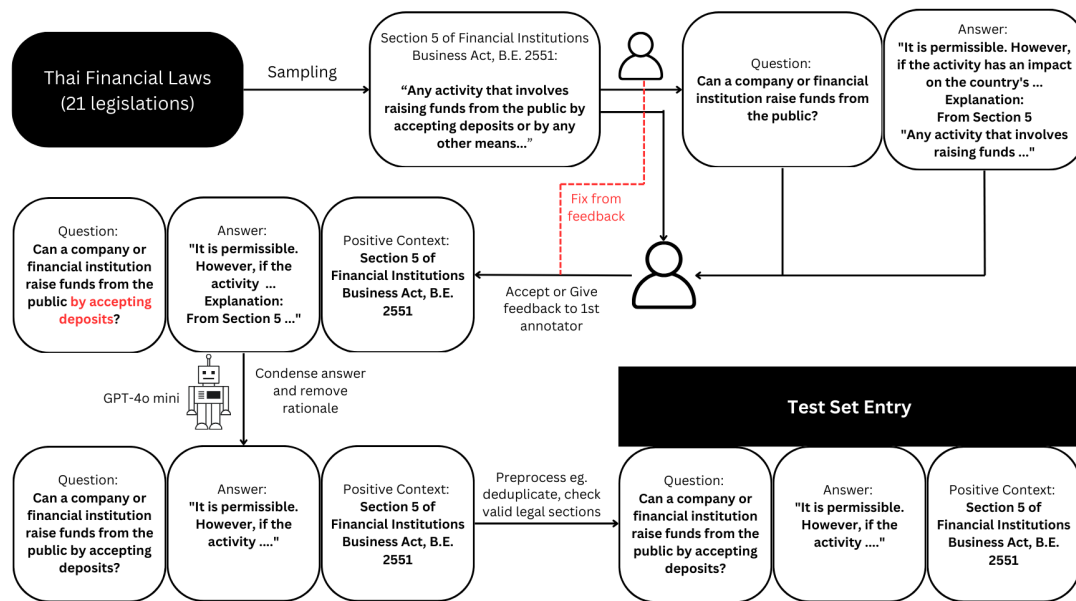 Thai Financial Laws
(21 legislations)
Sampling
Section 5 of Financial Institutions
Business Act, B.E. 2551:
“Any activity that involves
raising funds from the public by
accepting deposits or by any
other means...”
Question:
Can a company or financial
institution raise funds from
the public?
Answer:
"It is permissible. However,
if the activity has an impact
on the country's ...
Explanation:
From Section 5
"Any activity that involves
raising funds ..."
Fix from
feedback
Question:
Can a company or
financial institution
raise funds from the
public by accepting
deposits?
Answer:
"It is permissible.
However, if the
activity ...
Explanation:
From Section 5 ..."
Positive Context:
Section 5 of
Financial Institutions
Business Act, B.E.
2551
Accept or Give
feedback to 1st
annotator
GPT-4o mini
Condense answer
and remove
rationale
Test Set Entry
Question:
Can a company or
financial institution
raise funds from the
public by accepting
deposits?
Answer:
"It is permissible.
However, if the
activity ...."
Positive Context:
Section 5 of
Financial Institutions
Business Act, B.E.
2551
Preprocess eg.
deduplicate, check
valid legal sections
Question:
Can a company or
financial institution
raise funds from the
public by accepting
deposits?
Answer:
"It is permissible.
However, if the
activity ...."
Positive Context:
Section 5 of
Financial Institutions
Business Act, B.E.
2551